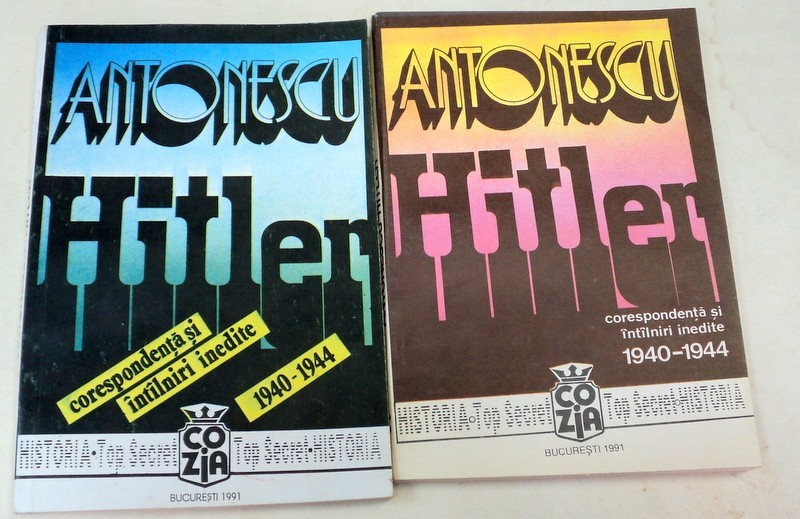 ANTONESCU
Hitler
corespondență și
întîlniri inedite
1940-1944
COZIA
HISTORIA • Top Secret Top Secret • HISTORIA
BUCUREȘTI 1991
ANTONESCU
Hitler
corespondență și
întîlniri inedite
1940-1944
COZIA
HISTORIA Top Secret Top Secret HISTORIA
BUCUREȘTI 1991